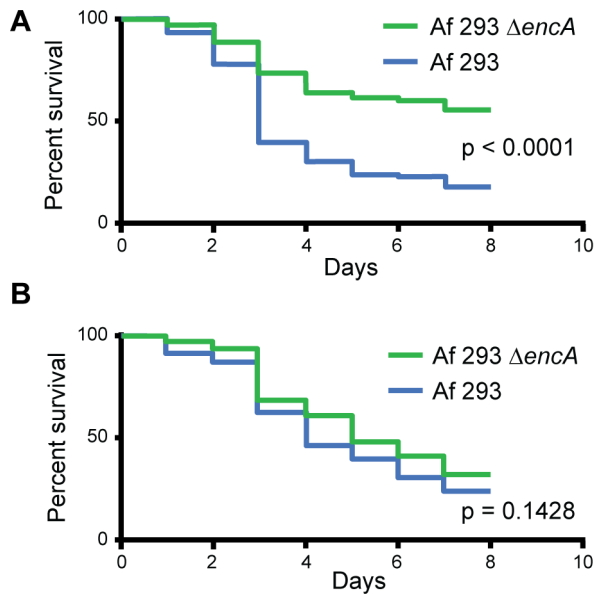 A
Af 293 ΔencA
Af 293
Percent survival
100
50
0
p < 0.0001
0 2 4 6 8 10
Days
B
Af 293 ΔencA
Af 293
Percent survival
100
50
0
p = 0.1428
0 2 4 6 8 10
Days